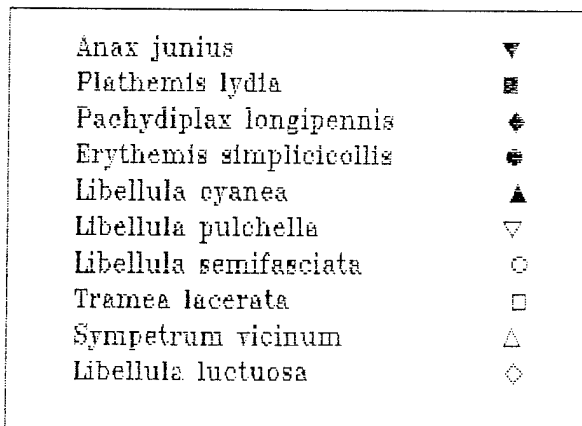 Anax junius
Plathemis lydia
Pachydiplax longipennis
Erythemis simplicicollis
Libellula cyanea
Libellula pulchella
Libellula semifasciata
Tramea lacerata
Sympetrum vicinum
Libellula luctuosa